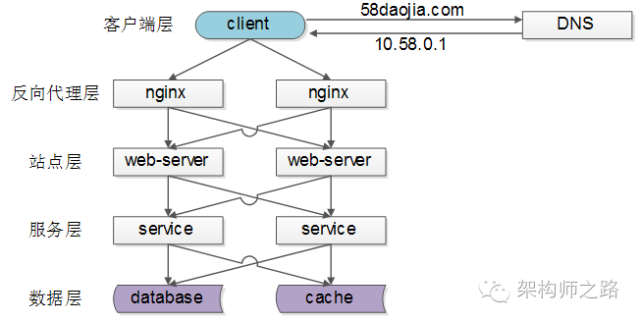 58daojia.com
客户端层 client DNS
10.58.0.1
反向代理层 nginx nginx
站点层 web-server web-server
服务层 service service
数据层 database cache
架构师之路